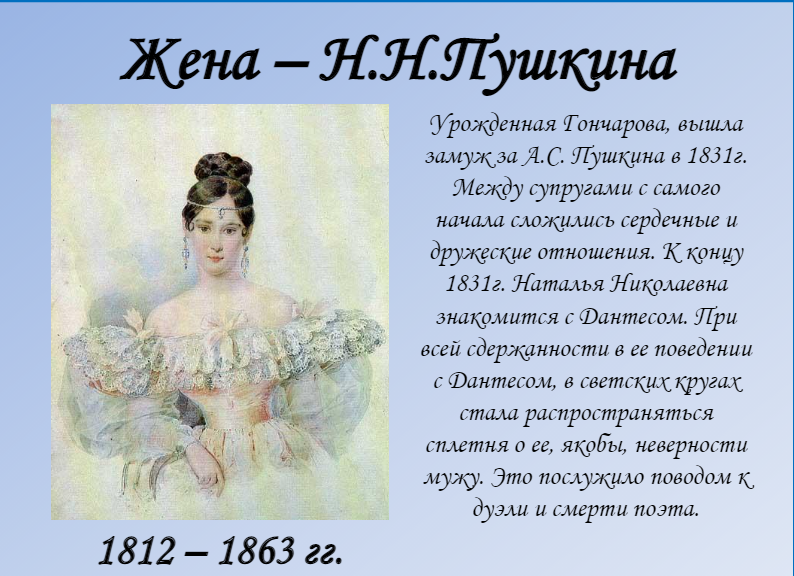 Жена – Н.Н.Пушкина
Урожденная Гончарова, вышла
замуж за А.С. Пушкина в 1831г.
Между супругами с самого
начала сложились сердечные и
дружеские отношения. К концу
1831г. Наталья Николаевна
знакомится с Дантесом. При
всей сдержанности в ее поведении
с Дантесом, в светских кругах
стала распространяться
сплетня о ее, якобы, неверности
мужу. Это послужило поводом к
дуэли и смерти поэта.
1812 – 1863 гг.